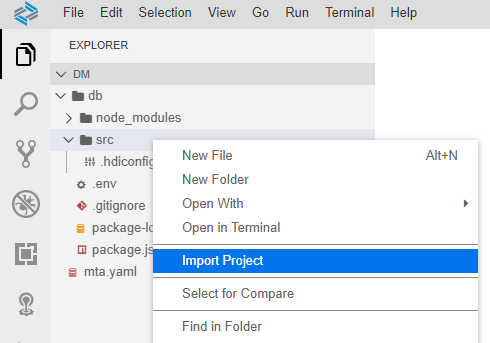 File Edit Selection View Go Run Terminal Help
EXPLORER
DM
db
node_modules
src
.hdiconfig
.env
.gitignore
package-lo
package.js
mta.yaml
New File Alt+N
New Folder
Open With
Open in Terminal
Import Project
Select for Compare
Find in Folder